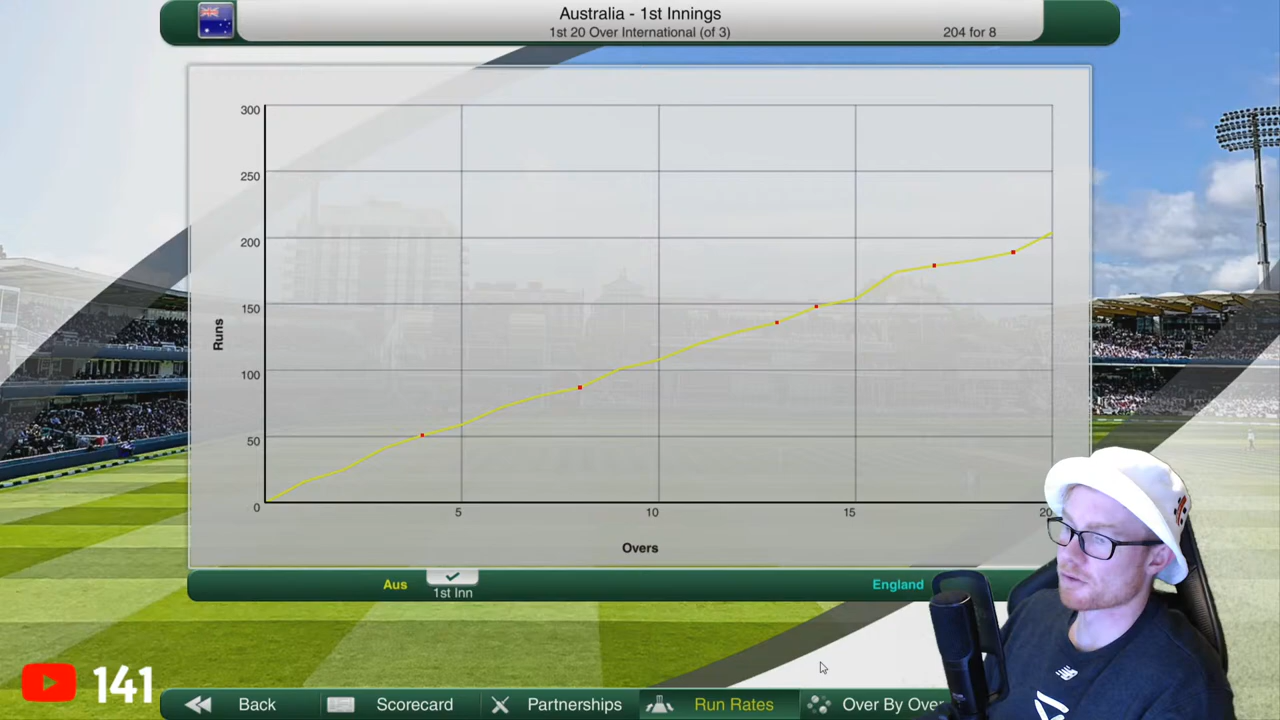 Australia - 1st Innings
1st 20 Over International (of 3)
204 for 8
300
250
200
150
100
50
0
Runs
5
10
15
20
Overs
Aus
1st Inn
England
141
Back
Scorecard
Partnerships
Run Rates
Over By Over